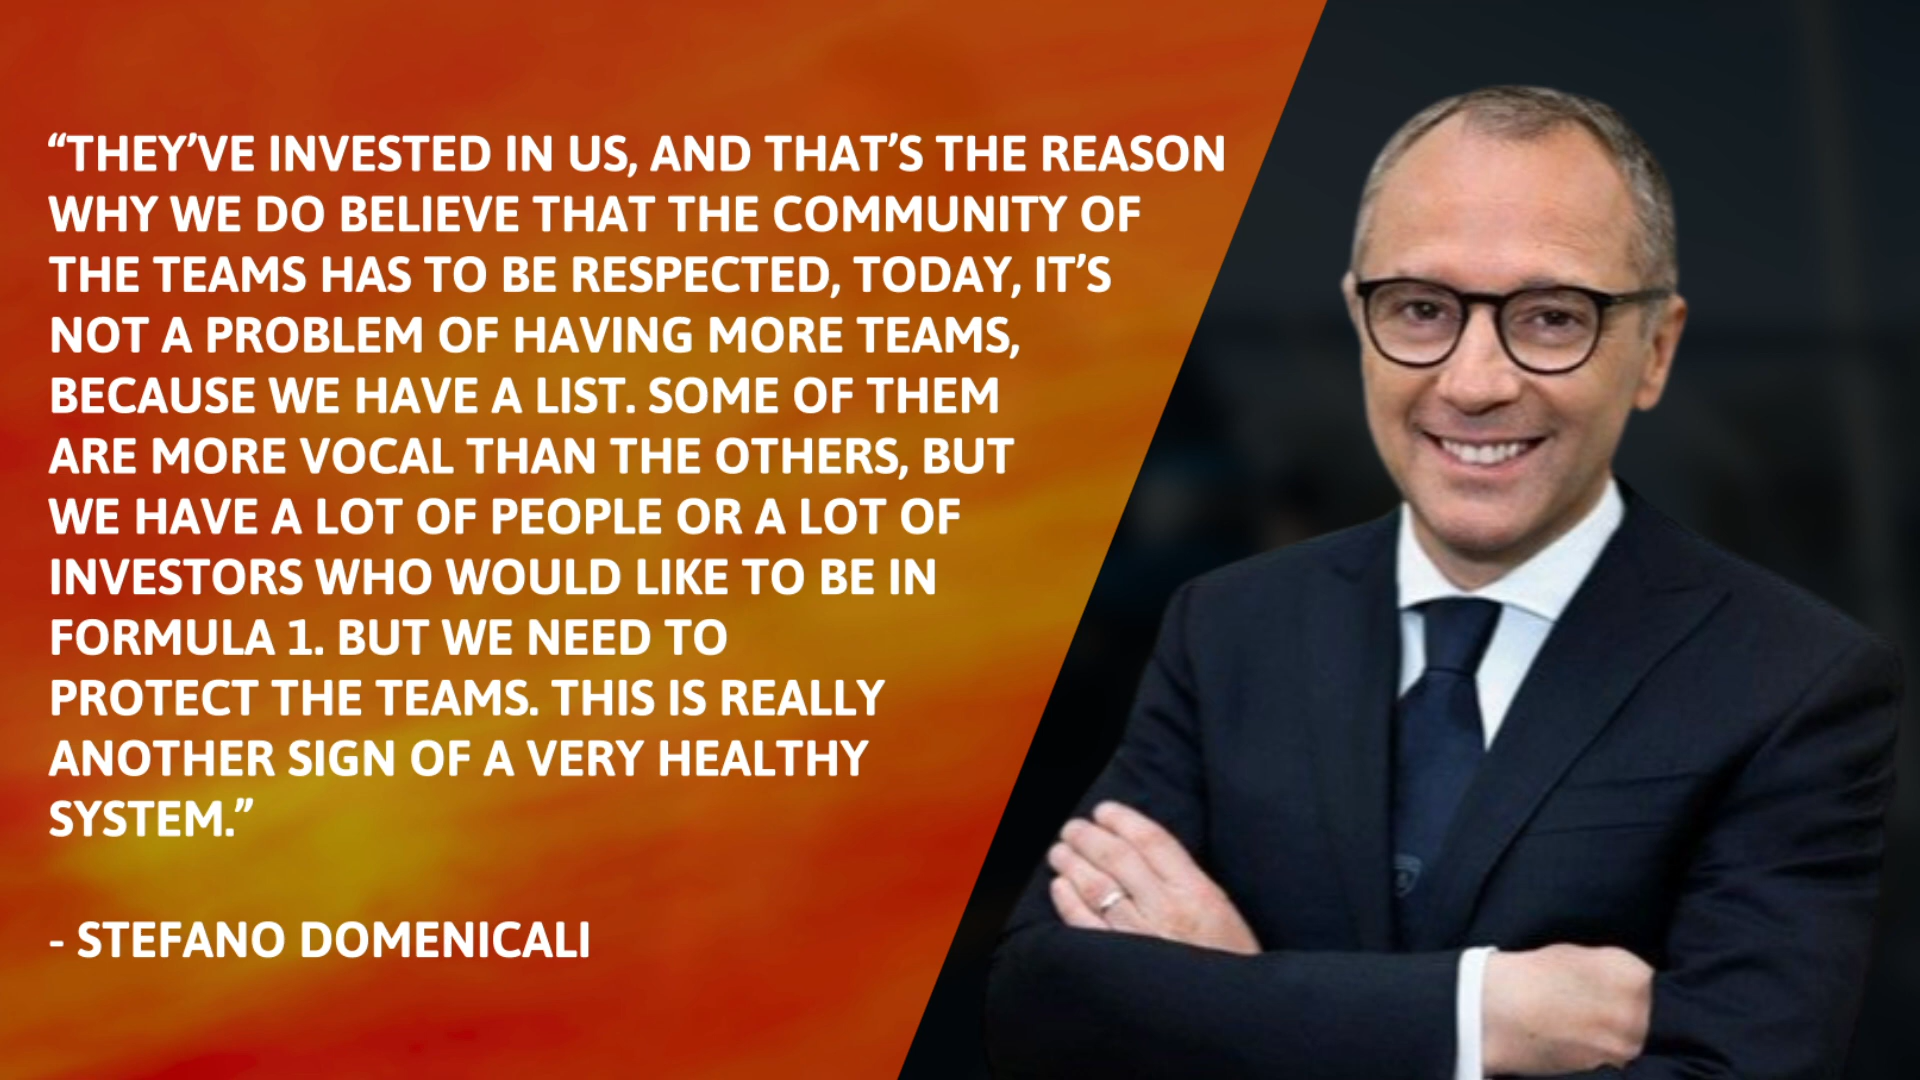 “THEY’VE INVESTED IN US, AND THAT’S THE REASON
WHY WE DO BELIEVE THAT THE COMMUNITY OF
THE TEAMS HAS TO BE RESPECTED, TODAY, IT’S
NOT A PROBLEM OF HAVING MORE TEAMS,
BECAUSE WE HAVE A LIST. SOME OF THEM
ARE MORE VOCAL THAN THE OTHERS, BUT
WE HAVE A LOT OF PEOPLE OR A LOT OF
INVESTORS WHO WOULD LIKE TO BE IN
FORMULA 1. BUT WE NEED TO
PROTECT THE TEAMS. THIS IS REALLY
ANOTHER SIGN OF A VERY HEALTHY
SYSTEM.”
- STEFANO DOMENICALI